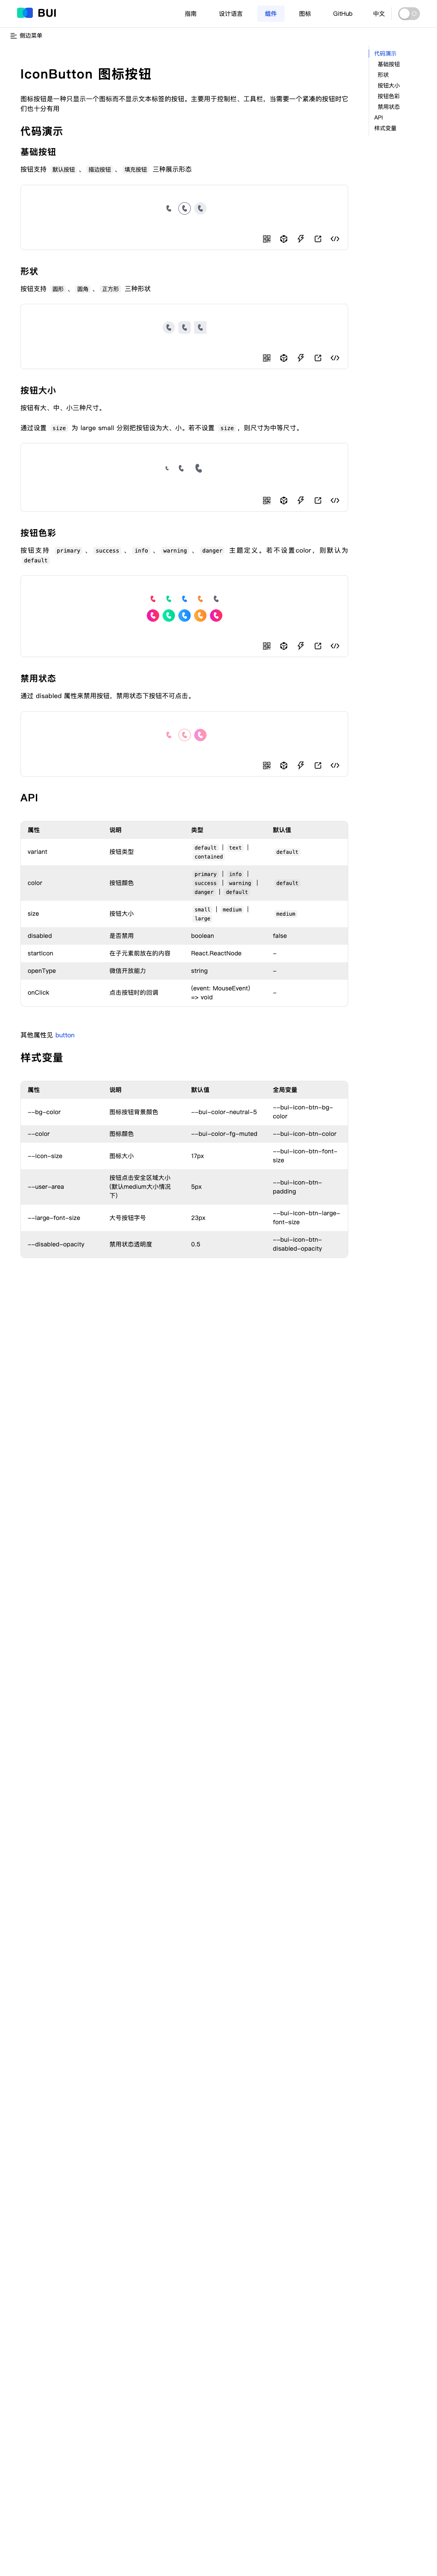 BUI
指南 设计语言 组件 图标 GitHub 中文
侧边菜单
代码演示
基础按钮
形状
按钮大小
按钮色彩
禁用状态
API
样式变量
IconButton 图标按钮
图标按钮是一种只显示一个图标而不显示文本标签的按钮。主要用于控制栏、工具栏，当需要一个紧凑的按钮时它
们也十分有用
代码演示
基础按钮
按钮支持 默认按钮 、 描边按钮 、 填充按钮 三种展示形态
形状
按钮支持 圆形 、 圆角 、 正方形 三种形状
按钮大小
按钮有大、中、小三种尺寸。
通过设置 size 为 large small 分别把按钮设为大、小。若不设置 size ，则尺寸为中等尺寸。
按钮色彩
按钮支持 primary 、 success 、 info 、 warning 、 danger 主题定义。若不设置color，则默认为
default
禁用状态
通过 disabled 属性来禁用按钮，禁用状态下按钮不可点击。
API
属性 说明 类型 默认值
variant 按钮类型 default | text | contained default
color 按钮颜色 primary | info | success | warning | danger | default default
size 按钮大小 small | medium | large medium
disabled 是否禁用 boolean false
startIcon 在子元素前放在的内容 React.ReactNode -
openType 微信开放能力 string -
onClick 点击按钮时的回调 (event: MouseEvent) => void -
其他属性见 button
样式变量
属性 说明 默认值 全局变量
--bg-color 图标按钮背景颜色 --bui-color-neutral-5 --bui-icon-btn-bg-color
--color 图标颜色 --bui-color-fg-muted --bui-icon-btn-color
--icon-size 图标大小 17px --bui-icon-btn-font-size
--user-area 按钮点击安全区域大小(默认medium大小情况下) 5px --bui-icon-btn-padding
--large-font-size 大号按钮字号 23px --bui-icon-btn-large-font-size
--disabled-opacity 禁用状态透明度 0.5 --bui-icon-btn-disabled-opacity